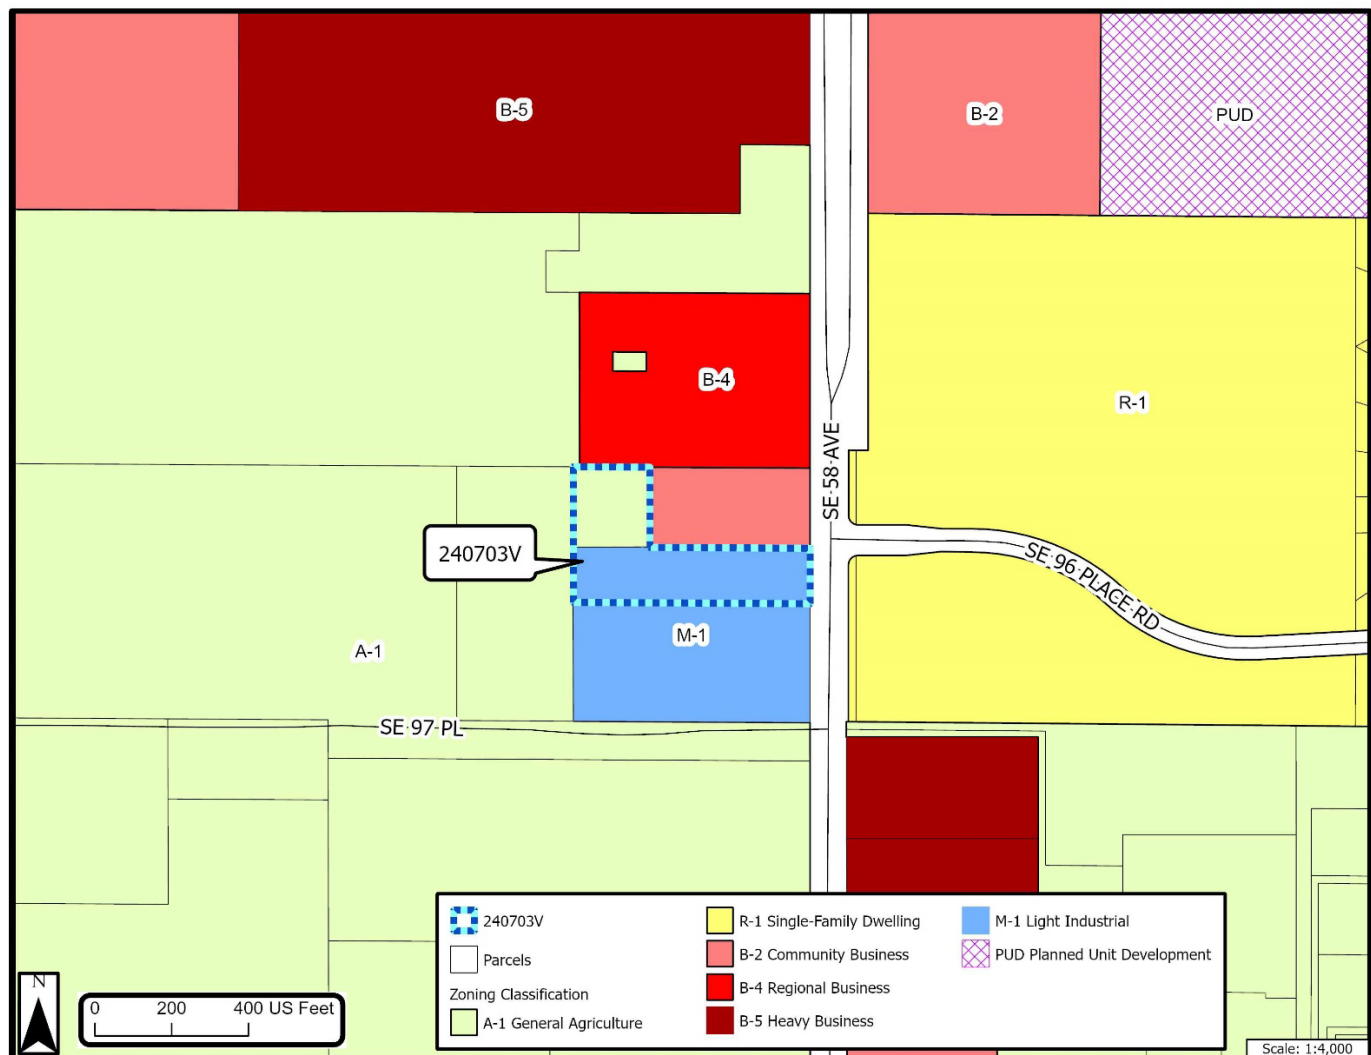 B-5
B-2
PUD
B-4
R-1
SE 58 AVE
240703V
SE 96 PLACE RD
M-1
A-1
SE 97 PL
240703V
Parcels
Zoning Classification
A-1 General Agriculture
R-1 Single-Family Dwelling
B-2 Community Business
B-4 Regional Business
B-5 Heavy Business
M-1 Light Industrial
PUD Planned Unit Development
N
0 200 400 US Feet
Scale: 1:4,000